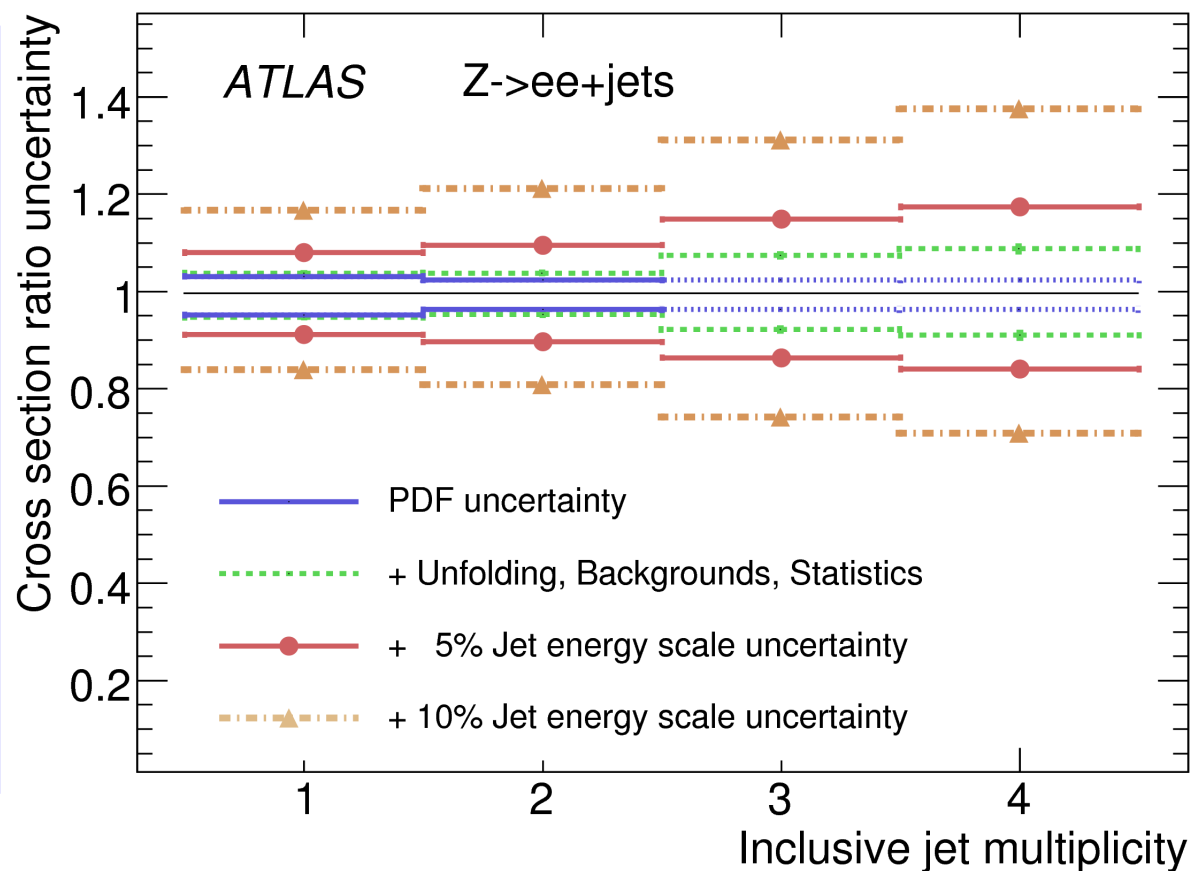 Cross section ratio uncertainty
ATLAS Z->ee+jets
1.4
1.2
1
0.8
0.6
0.4
0.2
PDF uncertainty
+ Unfolding, Backgrounds, Statistics
+ 5% Jet energy scale uncertainty
+ 10% Jet energy scale uncertainty
1 2 3 4
Inclusive jet multiplicity